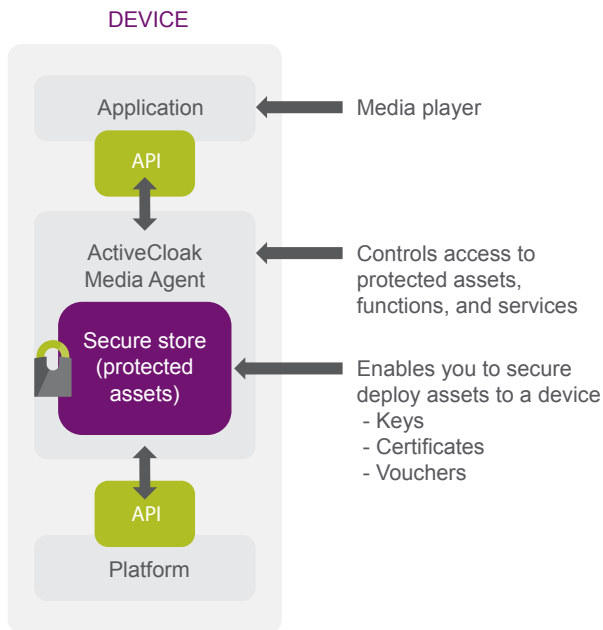 DEVICE
Application
Media player
API
ActiveCloak
Media Agent
Controls access to
protected assets,
functions, and services
Secure store
(protected
assets)
Enables you to secure
deploy assets to a device
- Keys
- Certificates
- Vouchers
API
Platform